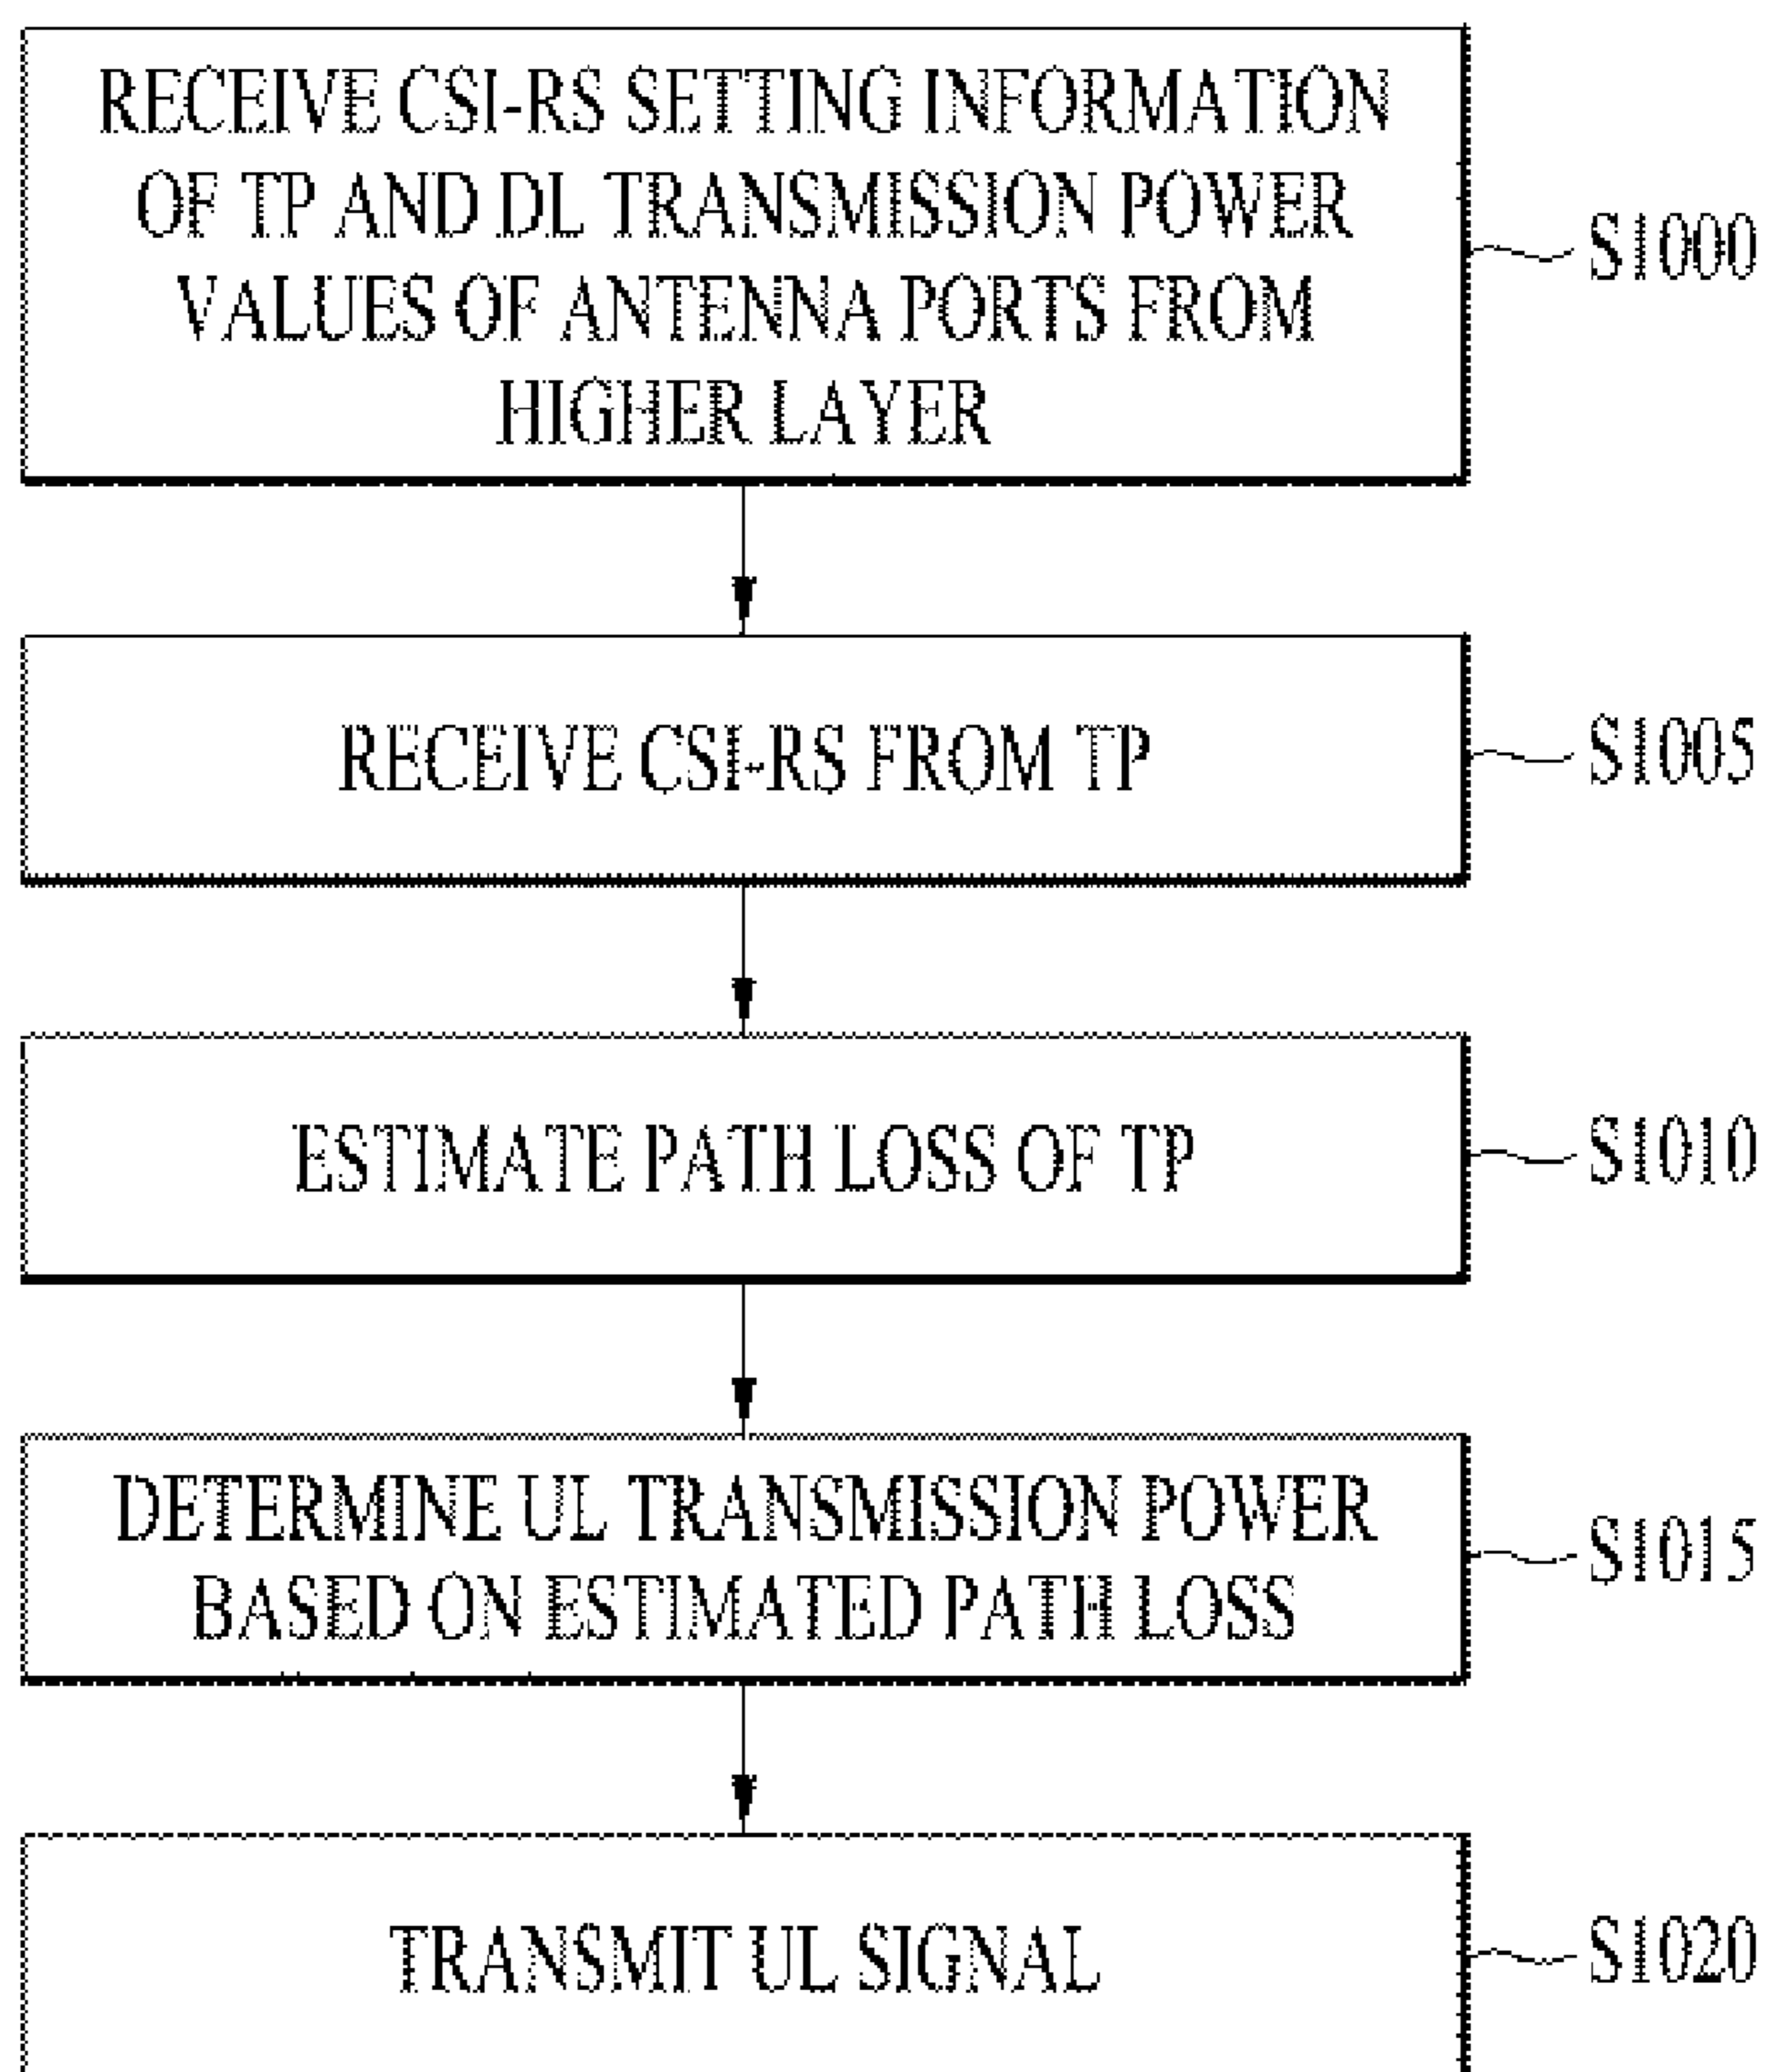 RECEIVE CSI-RS SETTING INFORMATION
OF TP AND DL TRANSMISSION POWER
VALUES OF ANTENNA PORTS FROM
HIGHER LAYER
S1000
RECEIVE CSI-RS FROM TP
S1005
ESTIMATE PATH LOSS OF TP
S1010
DETERMINE UL TRANSMISSION POWER
BASED ON ESTIMATED PATH LOSS
S1015
TRANSMIT UL SIGNAL
S1020